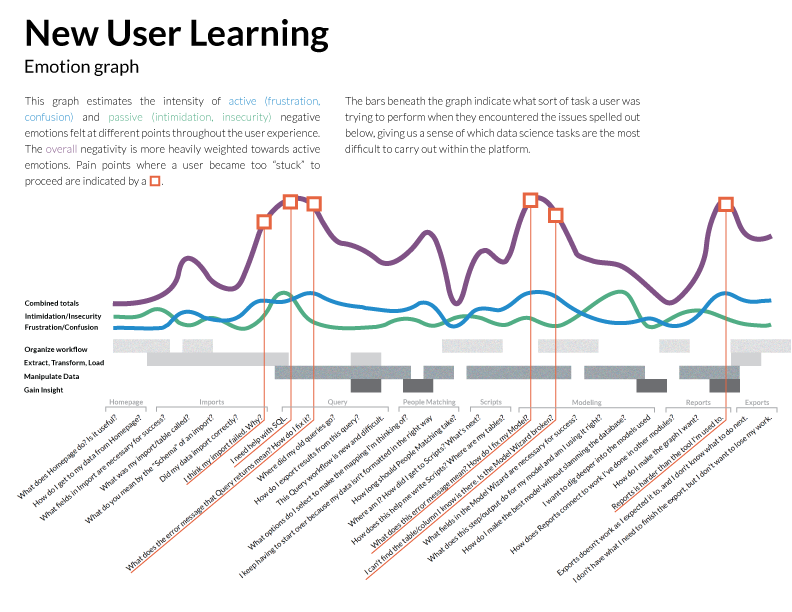 New User Learning
Emotion graph
This graph estimates the intensity of active (frustration,
confusion) and passive (intimidation, insecurity) negative
emotions felt at different points throughout the user experience.
The overall negativity is more heavily weighted towards active
emotions. Pain points where a user became too "stuck" to
proceed are indicated by a .
The bars beneath the graph indicate what sort of task a user was
trying to perform when they encountered the issues spelled out
below, giving us a sense of which data science tasks are the most
difficult to carry out within the platform.
Combined totals
Intimidation/Insecurity
Frustration/Confusion
Organize workflow
Extract, Transform, Load
Manipulate Data
Gain Insight
Homepage
Imports
Query
People Matching
Scripts
Modeling
Reports
Exports
What does Homepage do? Is it useful?
How do I get to my data from Homepage?
What fields in Import are necessary for success?
What was my import/table called?
What do you mean by the "Schema" of an Import?
Did my data import correctly?
I think my import failed. Why?
I need help with SQL.
What does the error message that Query returns mean? How do I fix it?
Where did my old queries go?
How do I export results from this query?
This Query workflow is new and difficult.
What options do I select to make the mapping I'm thinking of?
I keep having to start over because my data isn't formatted in the right way
How long should People Matching take?
Where am I? How did I get to Scripts? What's next?
How does this help me write Scripts? Where are my tables?
What does this error message mean? How do I fix my Model?
I can't find the table/column I know is there. Is the Model Wizard broken?
What fields in the Model Wizard are necessary for success?
What does this step/output do for my model and am I using it right?
How do I make the best model without slamming the database?
I want to dig deeper into the models used
How does Reports connect to work I've done in other modules?
How do I make the graph I want?
Reports is harder than the tool I'm used to.
Exports doesn't work as I expected it to, and I don't know what to do next.
I don't have what I need to finish the export, but I don't want to lose my work.